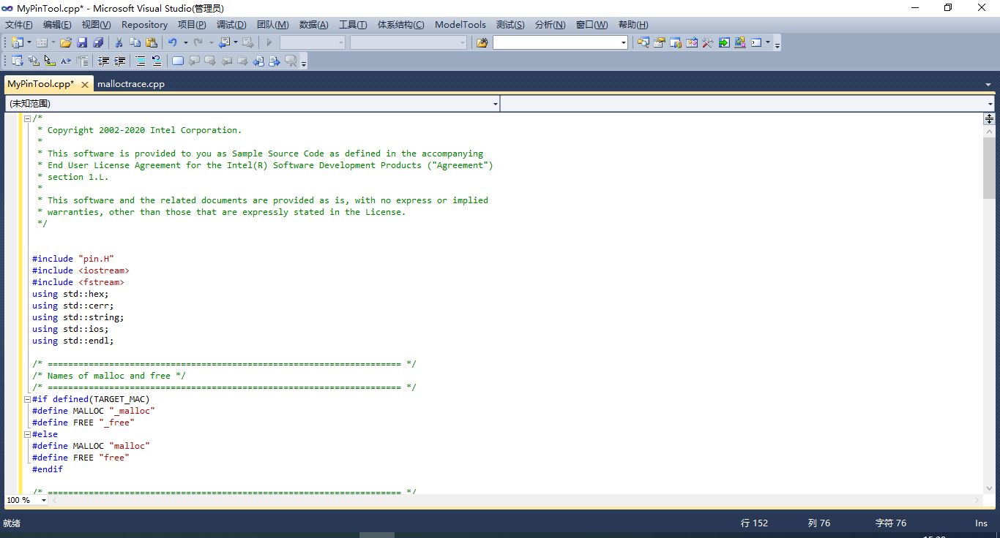 MyPinTool.cpp* - Microsoft Visual Studio(管理员)
文件(F) 编辑(E) 视图(V) Repository 项目(P) 调试(D) 团队(M) 数据(A) 工具(T) 体系结构(C) ModelTools 测试(S) 分析(N) 窗口(W) 帮助(H)
MyPinTool.cpp* malloctrace.cpp
(未知范围)
/*
* Copyright 2002-2020 Intel Corporation.
*
* This software is provided to you as Sample Source Code as defined in the accompanying
* End User License Agreement for the Intel(R) Software Development Products ("Agreement")
* section 1.L.
*
* This software and the related documents are provided as is, with no express or implied
* warranties, other than those that are expressly stated in the License.
*/
#include "pin.H"
#include <iostream>
#include <fstream>
using std::hex;
using std::cerr;
using std::string;
using std::ios;
using std::endl;
/* ===================================================================== */
/* Names of malloc and free */
/* ===================================================================== */
#if defined(TARGET_MAC)
#define MALLOC "_malloc"
#define FREE "_free"
#else
#define MALLOC "malloc"
#define FREE "free"
#endif
/* ===================================================================== */
100 %
就绪 行 152 列 76 字符 76 Ins